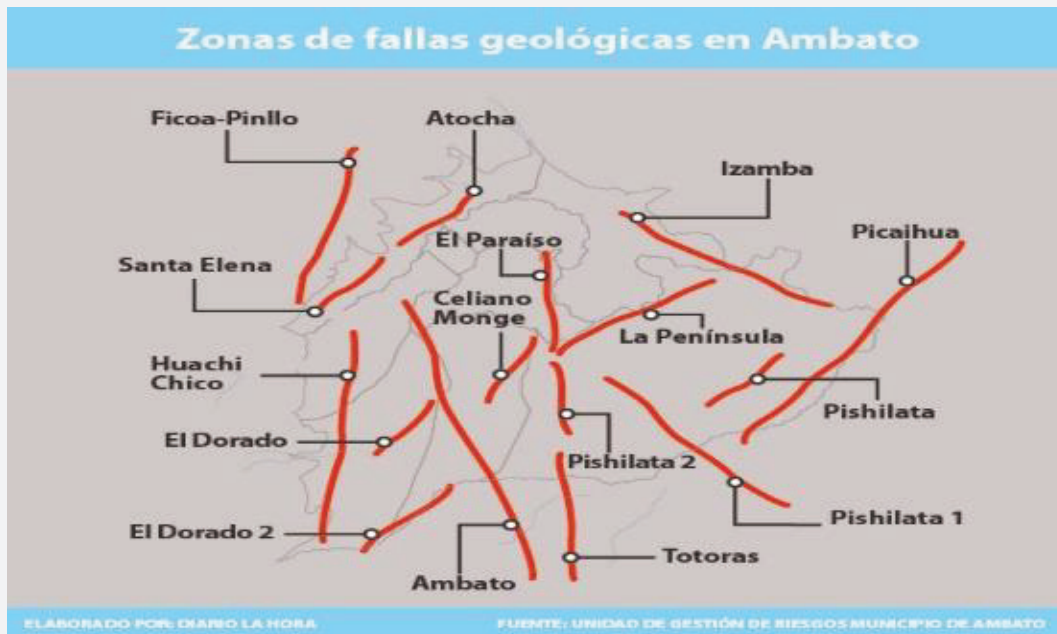 Zonas de fallas geológicas en Ambato
Ficoa-Pinllo
Atocha
Izamba
Picaihua
El Paraíso
Santa Elena
Celiano
Monge
La Península
Huachi
Chico
Pishilata
El Dorado
Pishilata 2
Pishilata 1
El Dorado 2
Totoras
Ambato
ELABORADO POR: DIARIO LA HORA
FUENTE: UNIDAD DE GESTIÓN DE RIESGOS MUNICIPIO DE AMBATO